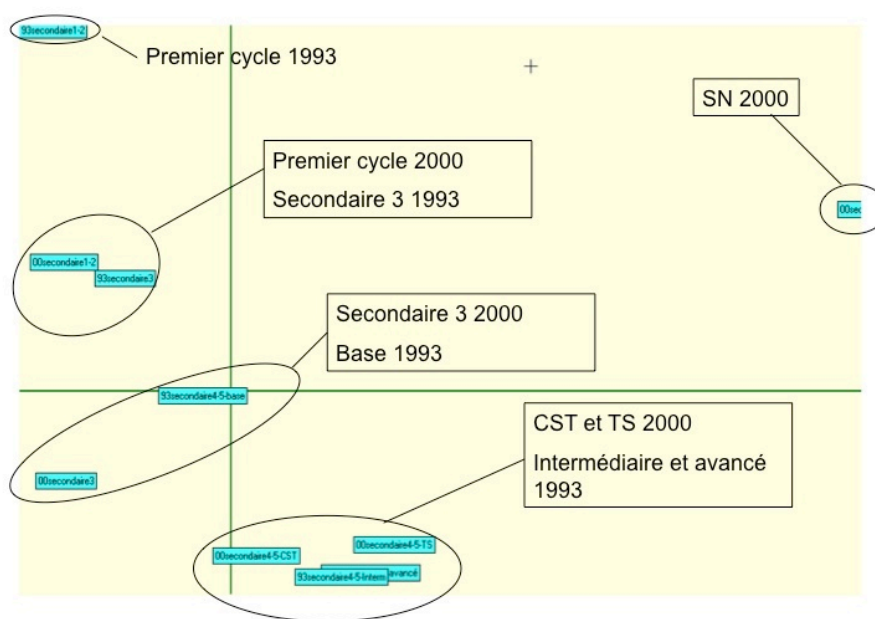 93secondaire1-2
Premier cycle 1993
SN 2000
Premier cycle 2000
Secondaire 3 1993
00sec
00secondaire1-2
93secondaire3
Secondaire 3 2000
Base 1993
93secondaire4-5-base
CST et TS 2000
Intermédiaire et avancé
1993
00secondaire3
00secondaire4-5-TS
00secondaire4-5-CST
avancé
93secondaire4-5-Interm